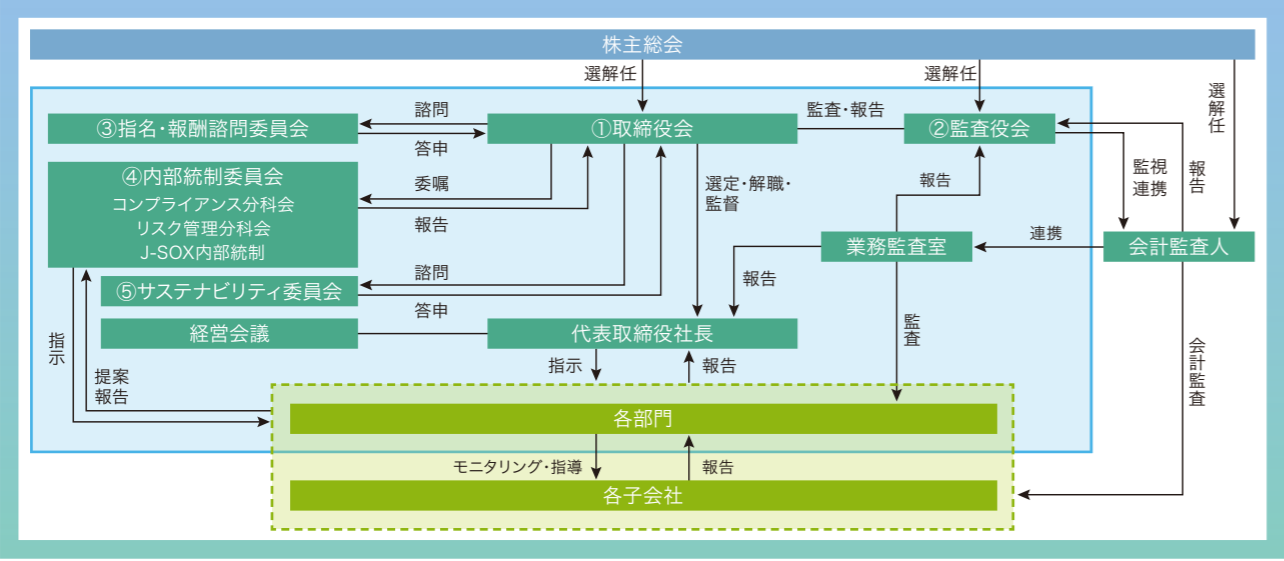 株主総会
選解任
選解任
選解任
③指名・報酬諮問委員会
諮問
答申
①取締役会
監査・報告
②監査役会
監視
連携
報告
④内部統制委員会
コンプライアンス分科会
リスク管理分科会
J-SOX内部統制
委嘱
報告
選定・解職・
監督
報告
業務監査室
連携
会計監査人
⑤サステナビリティ委員会
諮問
答申
報告
経営会議
代表取締役社長
監査
会計監査
指示
提案
報告
指示
報告
各部門
モニタリング・指導
報告
各子会社